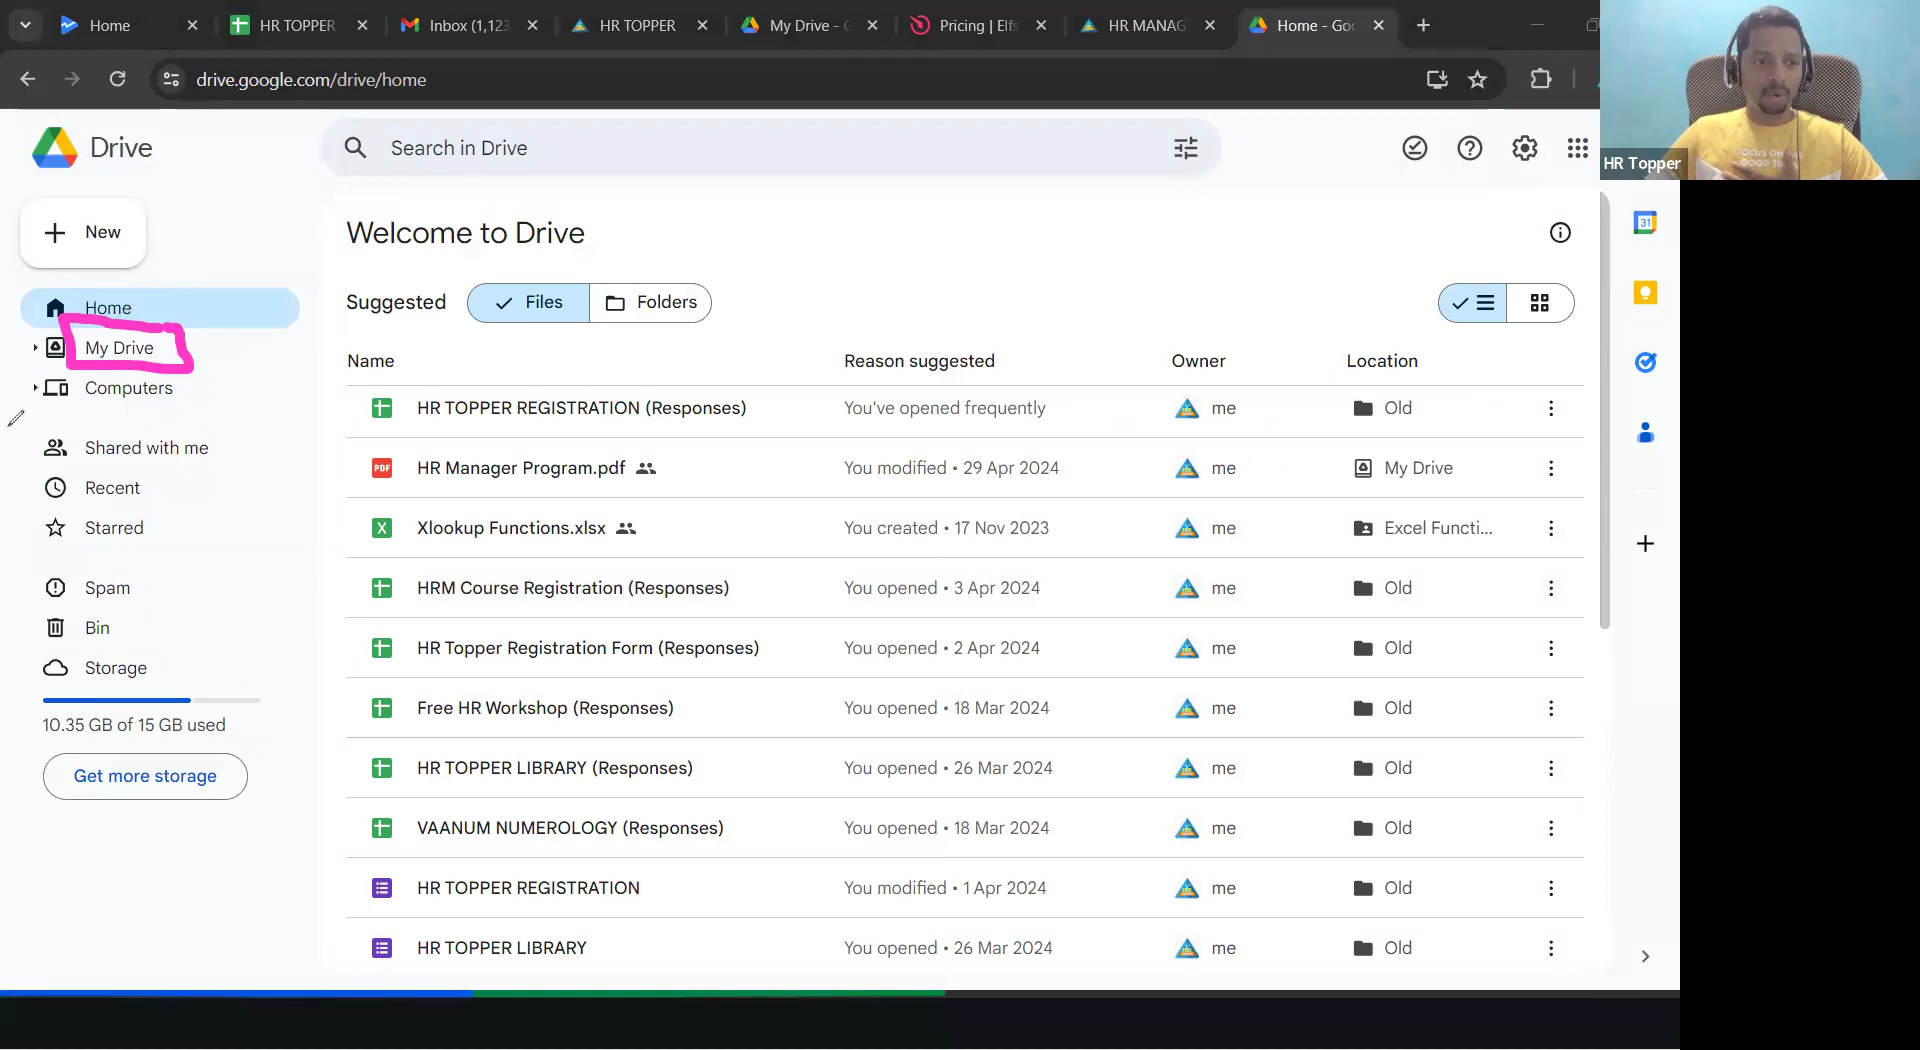 Home
HR TOPPER
Inbox (1,123
HR TOPPER
My Drive - G
Pricing | Elfs
HR MANAG
Home - Goo
drive.google.com/drive/home
HR Topper
FOCUS ON
Drive
Search in Drive
New
Home
My Drive
Computers
Shared with me
Recent
Starred
Spam
Bin
Storage
10.35 GB of 15 GB used
Get more storage
Welcome to Drive
Suggested
Files
Folders
Name Reason suggested Owner Location
HR TOPPER REGISTRATION (Responses) You've opened frequently me Old
PDF HR Manager Program.pdf You modified • 29 Apr 2024 me My Drive
X Xlookup Functions.xlsx You created • 17 Nov 2023 me Excel Functi...
HRM Course Registration (Responses) You opened • 3 Apr 2024 me Old
HR Topper Registration Form (Responses) You opened • 2 Apr 2024 me Old
Free HR Workshop (Responses) You opened • 18 Mar 2024 me Old
HR TOPPER LIBRARY (Responses) You opened • 26 Mar 2024 me Old
VAANUM NUMEROLOGY (Responses) You opened • 18 Mar 2024 me Old
HR TOPPER REGISTRATION You modified • 1 Apr 2024 me Old
HR TOPPER LIBRARY You opened • 26 Mar 2024 me Old
31